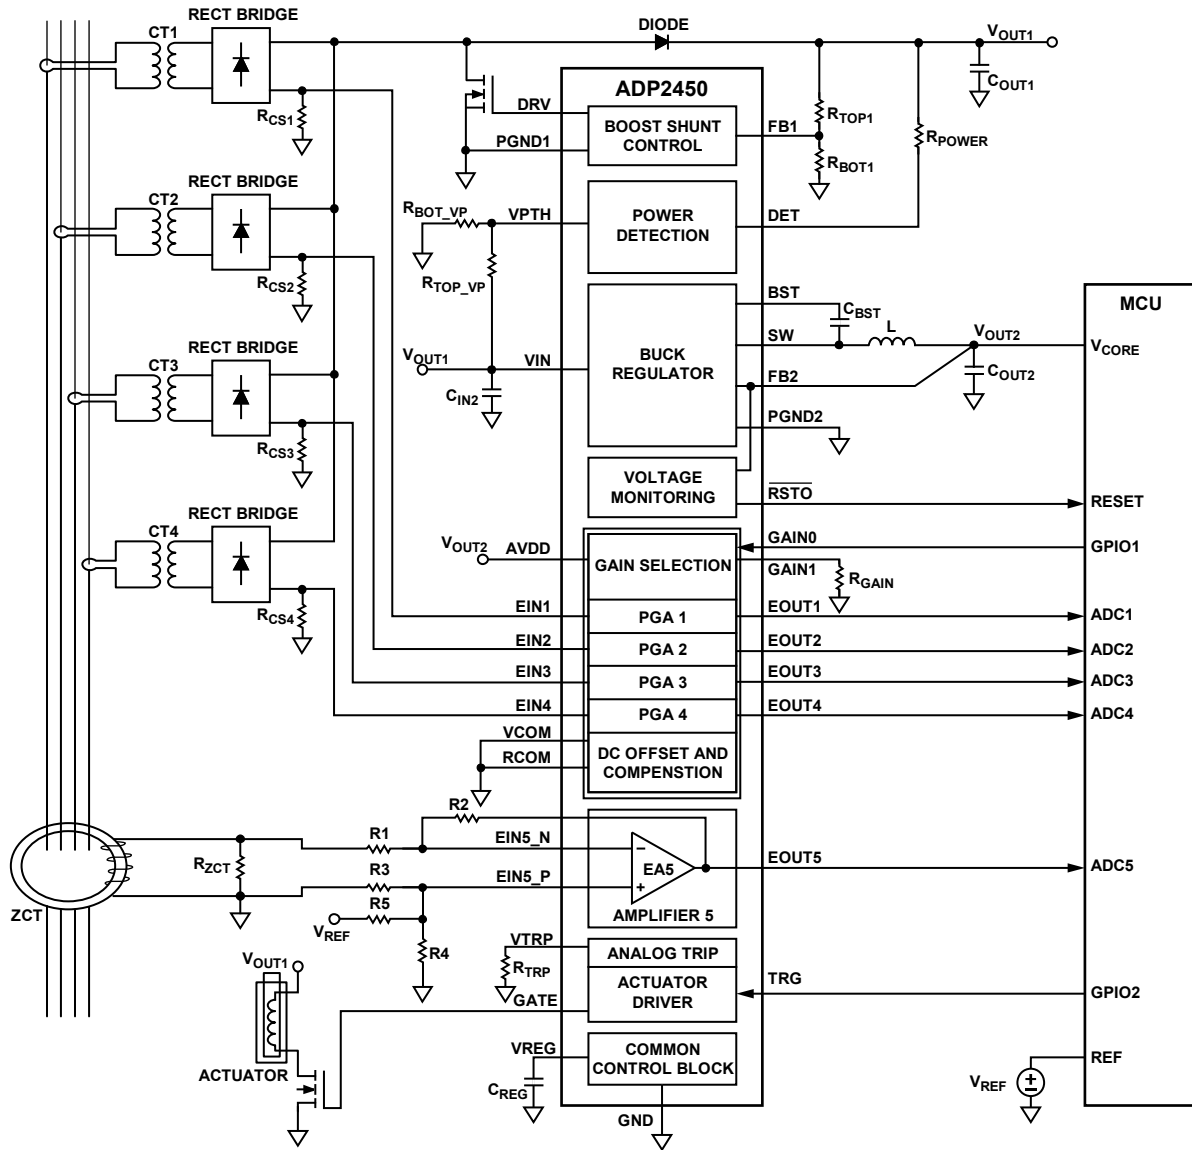 RECT BRIDGE
CT1
DIODE
VOUT1
COUT1
RCS1
ADP2450
DRV
BOOST SHUNT
CONTROL
PGND1
FB1
RTOP1
RBOT1
RPOWER
RECT BRIDGE
CT2
RCS2
RBOT_VP
VPTH
POWER
DETECTION
DET
RTOP_VP
BST
CBST
MCU
SW
L
VOUT2
VCORE
VOUT1
VIN
BUCK
REGULATOR
FB2
COUT2
CIN2
PGND2
RECT BRIDGE
CT3
RCS3
VOLTAGE
MONITORING
RSTO
RESET
RECT BRIDGE
CT4
RCS4
VOUT2
AVDD
GAIN SELECTION
GAIN0
GPIO1
GAIN1
RGAIN
EIN1
PGA 1
EOUT1
ADC1
EIN2
PGA 2
EOUT2
ADC2
EIN3
PGA 3
EOUT3
ADC3
EIN4
PGA 4
EOUT4
ADC4
VCOM
RCOM
DC OFFSET AND
COMPENSTION
R2
R1
EIN5_N
−
RZCT
R3
EIN5_P
EA5
+
EOUT5
ADC5
R5
VREF
R4
AMPLIFIER 5
ZCT
VTRP
ANALOG TRIP
VOUT1
RTRP
ACTUATOR
DRIVER
TRG
GPIO2
GATE
ACTUATOR
VREG
CREG
COMMON
CONTROL BLOCK
GND
REF
VREF
+
−